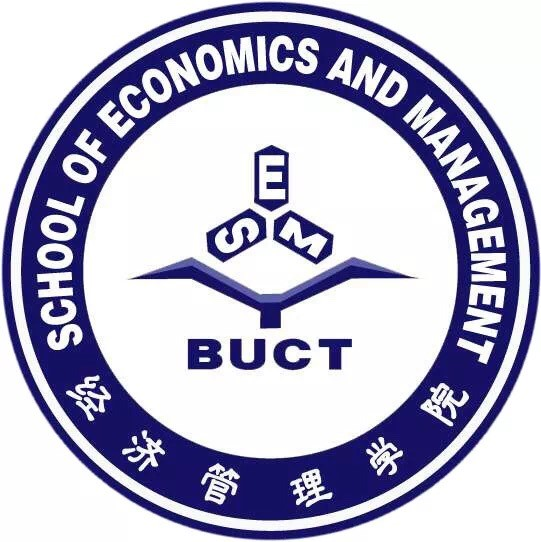 SCHOOL OF ECONOMICS AND MANAGEMENT
E
S M
BUCT
经济管理学院